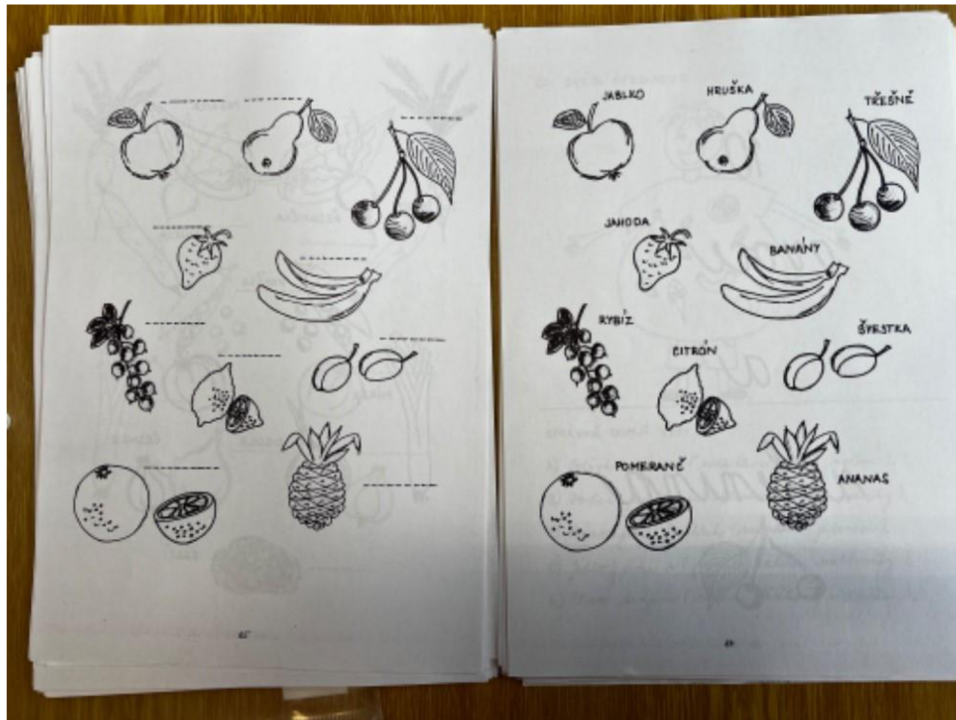 JABLKO
HRUŠKA
TŘEŠNĚ
JAHODA
BANÁNY
RYBÍZ
ŠVESTKA
CITRÓN
POMERANČ
ANANAS